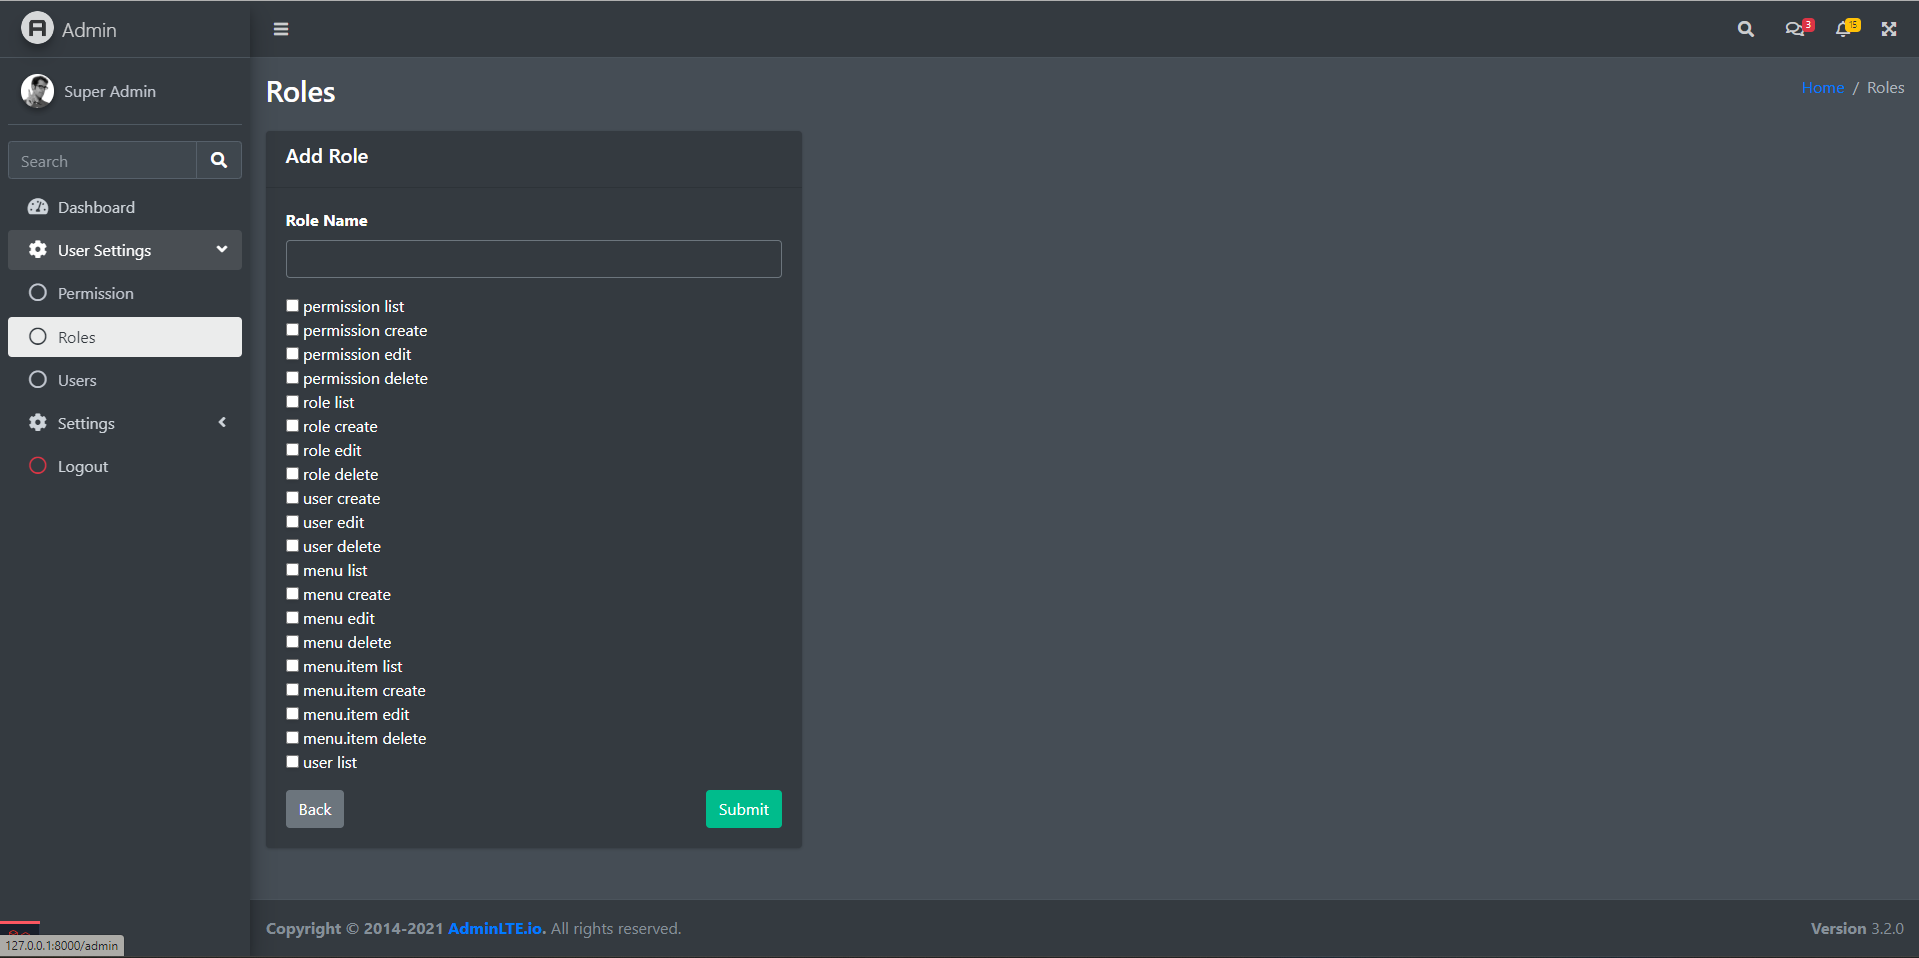 Admin
3
15
Super Admin
Roles
Home / Roles
Search
Dashboard
User Settings
Permission
Roles
Users
Settings
Logout
Add Role
Role Name
permission list
permission create
permission edit
permission delete
role list
role create
role edit
role delete
user create
user edit
user delete
menu list
menu create
menu edit
menu delete
menu.item list
menu.item create
menu.item edit
menu.item delete
user list
Back
Submit
Copyright © 2014-2021 AdminLTE.io. All rights reserved.
Version 3.2.0
127.0.0.1:8000/admin